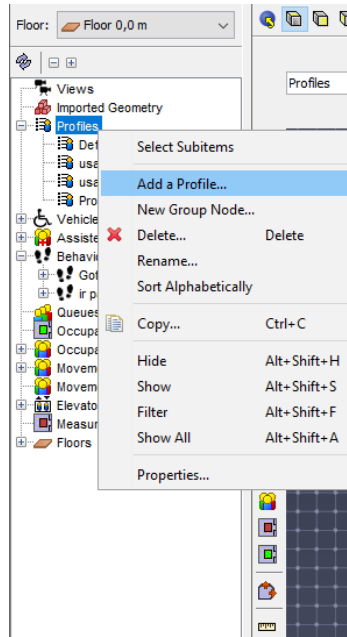 Floor: Floor 0,0 m
Profiles
Views
Imported Geometry
Profiles
Select Subitems
Add a Profile...
New Group Node...
Delete... Delete
Rename...
Sort Alphabetically
Copy... Ctrl+C
Hide Alt+Shift+H
Show Alt+Shift+S
Filter Alt+Shift+F
Show All Alt+Shift+A
Properties...
Def
usa
usa
Pro
Vehicle
Assiste
Behavi
Got
ir p
Queues
Occupa
Occupa
Movem
Movem
Elevato
Measur
Floors